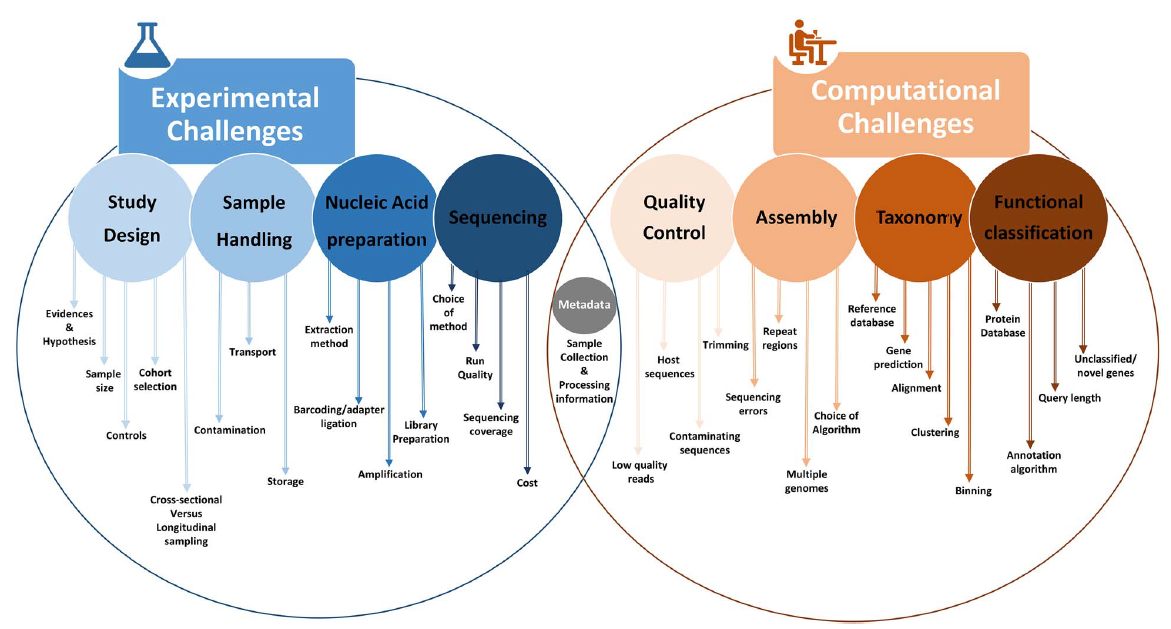 Experimental
Challenges
Computational
Challenges
Study
Design
Sample
Handling
Nucleic Acid
preparation
Sequencing
Quality
Control
Assembly
Taxonomy
Functional
classification
Evidences
&
Hypothesis
Sample
size
Controls
Cohort
selection
Cross-sectional
Versus
Longitudinal
sampling
Contamination
Transport
Storage
Extraction
method
Barcoding/adapter
ligation
Amplification
Library
Preparation
Choice
of
method
Run
Quality
Sequencing
coverage
Cost
Metadata
Sample
Collection
&
Processing
information
Low quality
reads
Host
sequences
Contaminating
sequences
Trimming
Sequencing
errors
Repeat
regions
Multiple
genomes
Choice of
Algorithm
Reference
database
Gene
prediction
Alignment
Clustering
Binning
Protein
Database
Annotation
algorithm
Query length
Unclassified/
novel genes